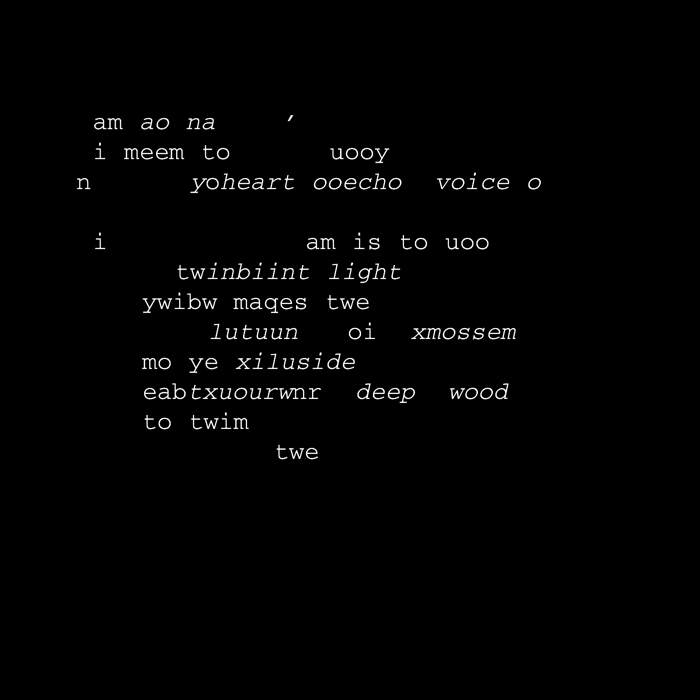 am ao na ′
i meem to uooy
n yoheart ooecho voice o
i am is to uoo
twinbiint light
ywibw maqes twe
lutuun oi xmossem
mo ye xiluside
eabtxuourwnr deep wood
to twim
twe